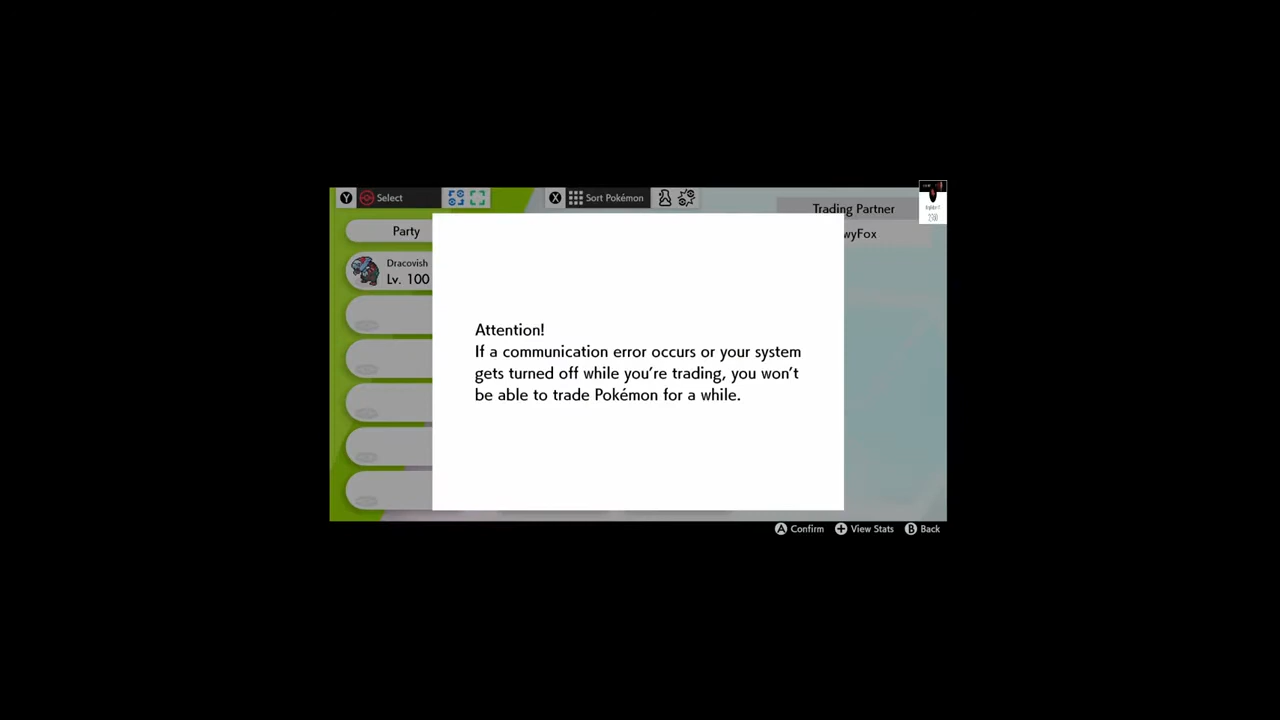 Y Select
X Sort Pokémon
Trading Partner
wyFox
Party
Dracovish
Lv. 100
Attention!
If a communication error occurs or your system
gets turned off while you're trading, you won't
be able to trade Pokémon for a while.
A Confirm + View Stats B Back